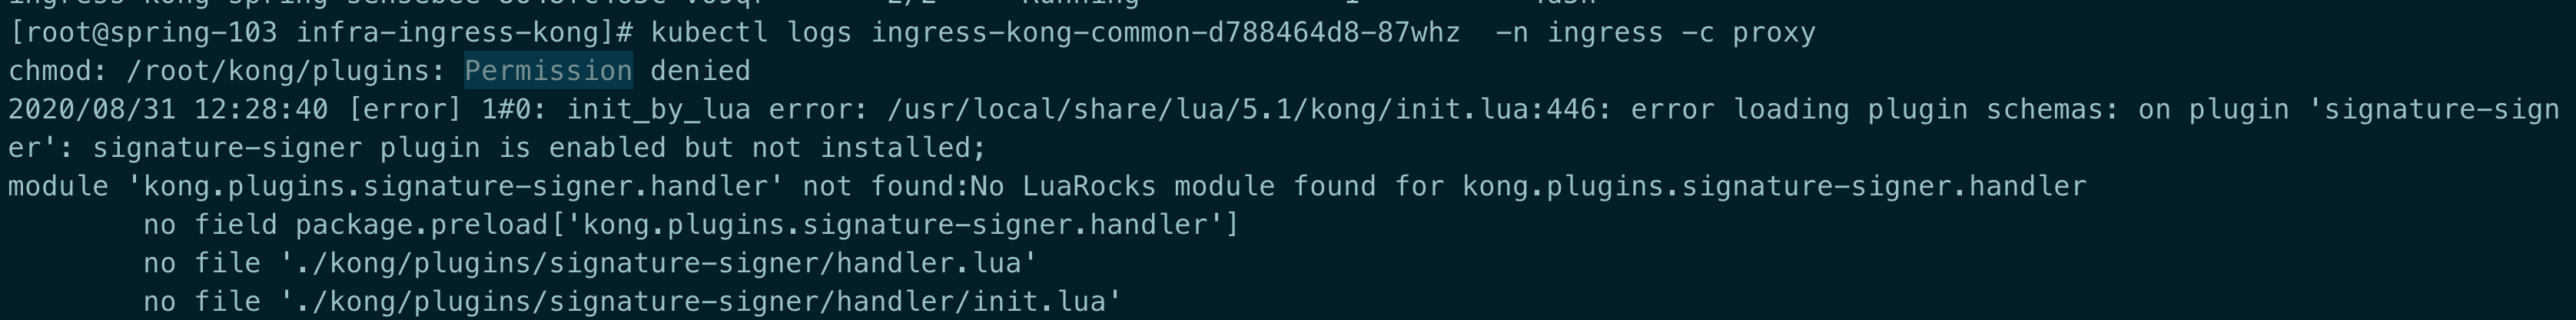 [root@spring-103 infra-ingress-kong]# kubectl logs ingress-kong-common-d788464d8-87whz  -n ingress -c proxy
chmod: /root/kong/plugins: Permission denied
2020/08/31 12:28:40 [error] 1#0: init_by_lua error: /usr/local/share/lua/5.1/kong/init.lua:446: error loading plugin schemas: on plugin 'signature-sign
er': signature-signer plugin is enabled but not installed;
module 'kong.plugins.signature-signer.handler' not found:No LuaRocks module found for kong.plugins.signature-signer.handler
        no field package.preload['kong.plugins.signature-signer.handler']
        no file './kong/plugins/signature-signer/handler.lua'
        no file './kong/plugins/signature-signer/handler/init.lua'